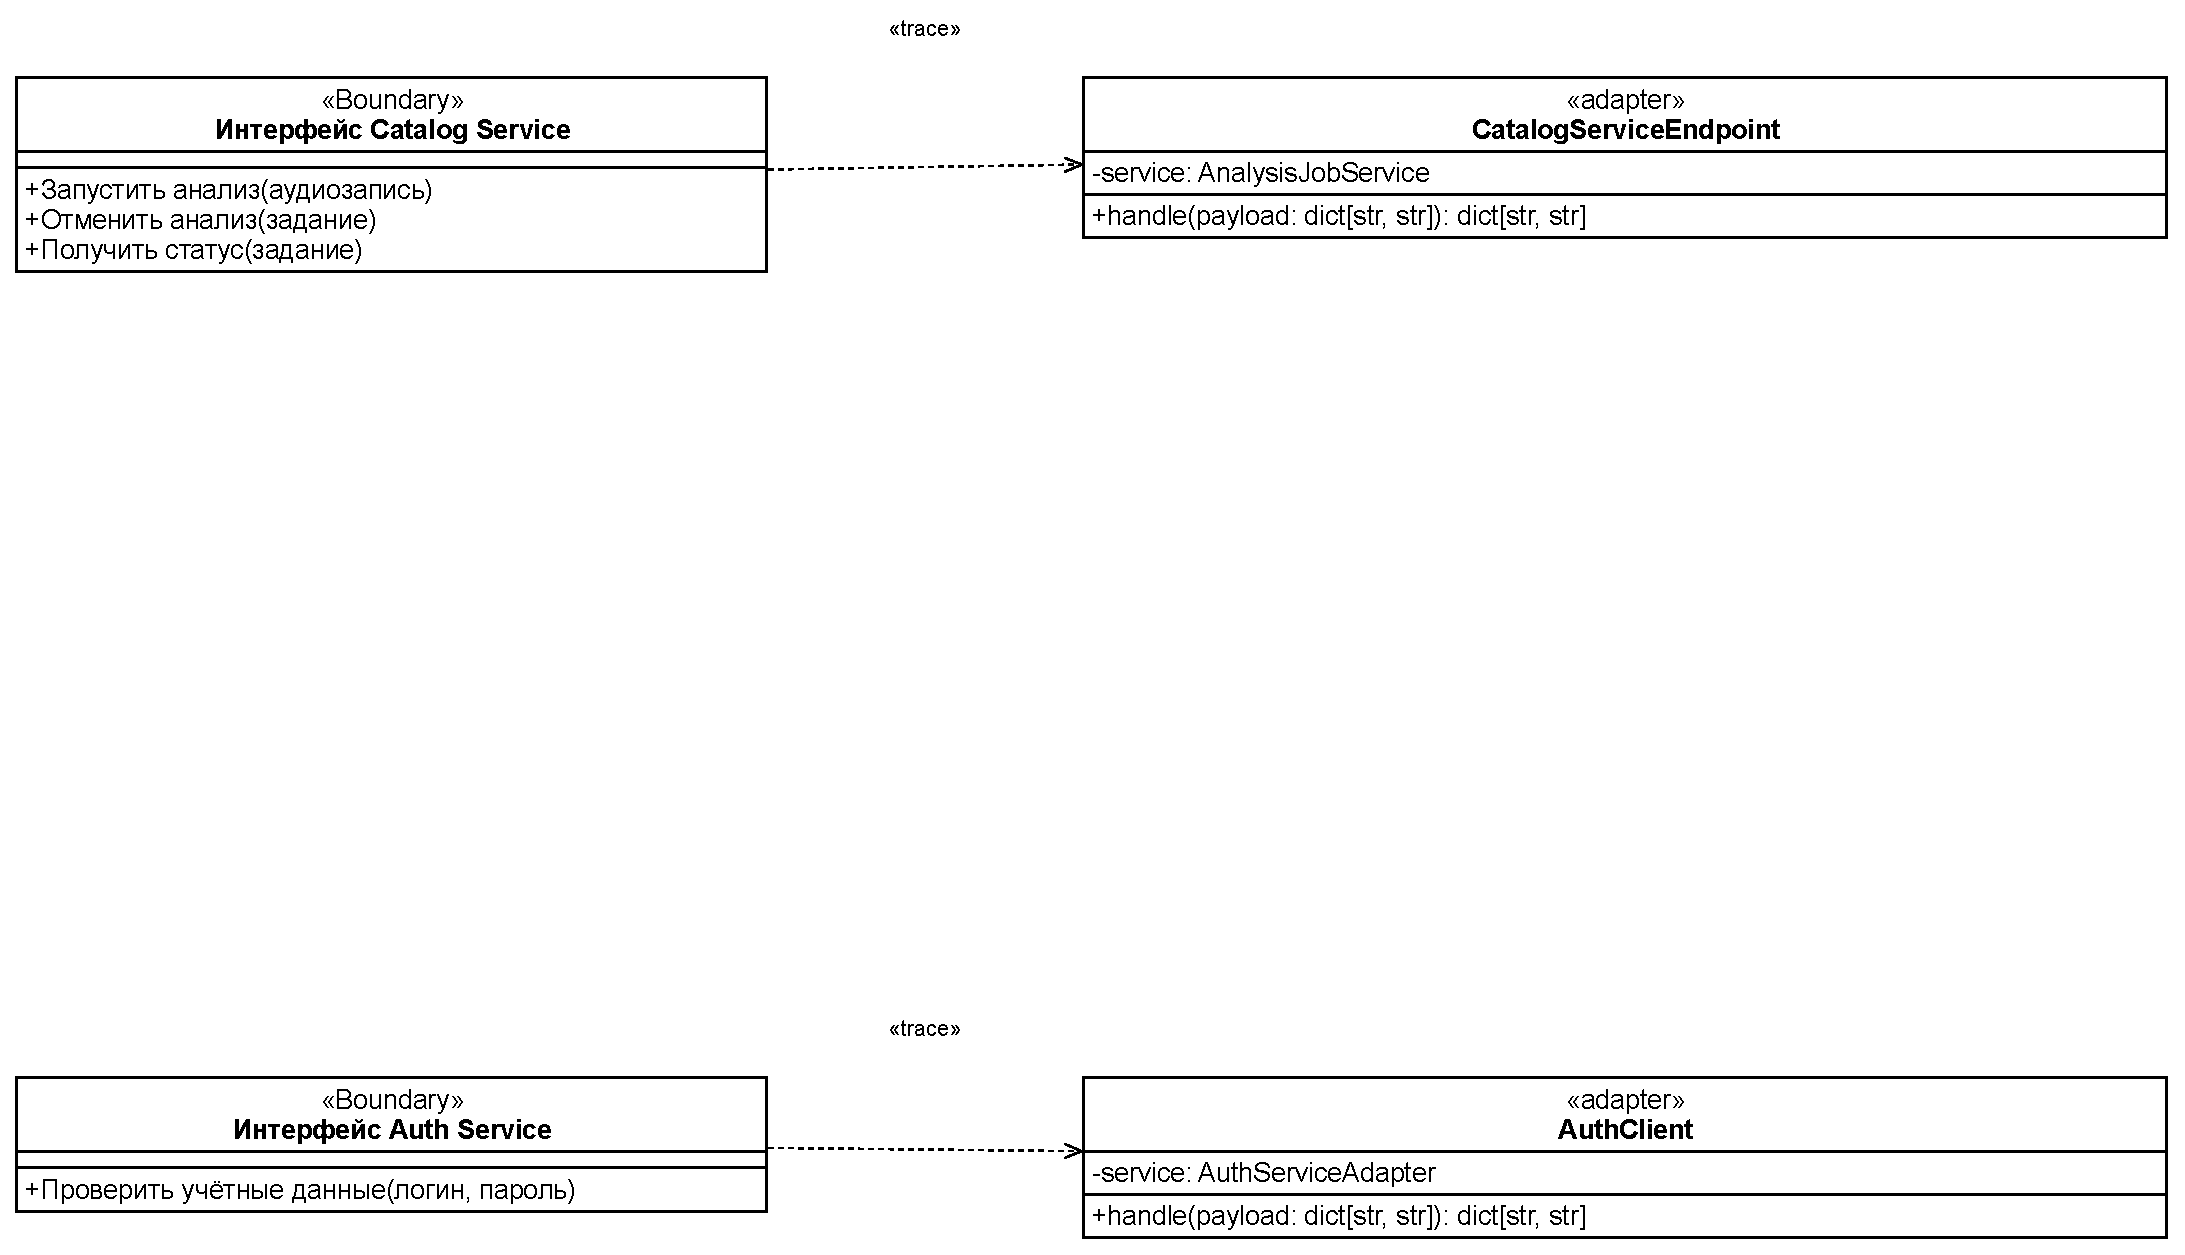 «trace»
«Boundary»
Интерфейс Catalog Service
+Запустить анализ(аудиозапись)
+Отменить анализ(задание)
+Получить статус(задание)
«adapter»
CatalogServiceEndpoint
-service: AnalysisJobService
+handle(payload: dict[str, str]): dict[str, str]
«trace»
«Boundary»
Интерфейс Auth Service
+Проверить учётные данные(логин, пароль)
«adapter»
AuthClient
-service: AuthServiceAdapter
+handle(payload: dict[str, str]): dict[str, str]